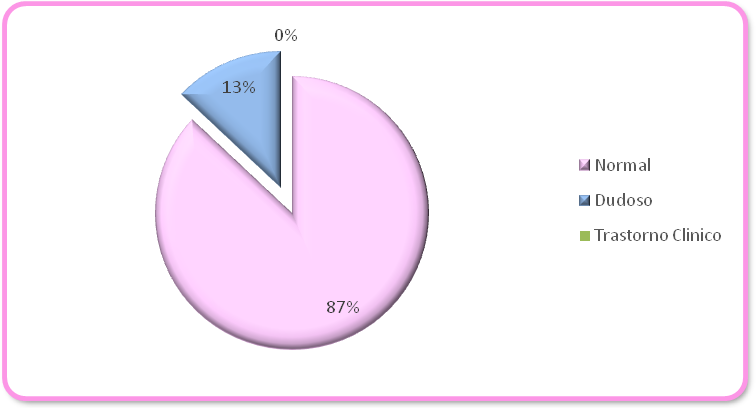 0%
13%
87%
Normal
Dudoso
Trastorno Clinico